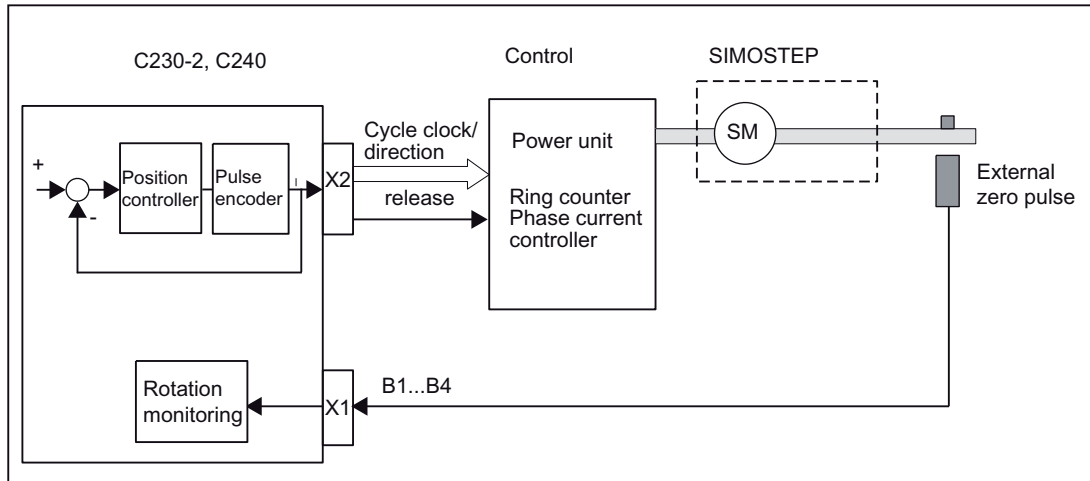 C230-2, C240
Control
SIMOSTEP
+
-
Position
controller
Pulse
encoder
X2
Cycle clock/
direction
release
Power unit
Ring counter
Phase current
controller
SM
External
zero pulse
Rotation
monitoring
X1
B1...B4